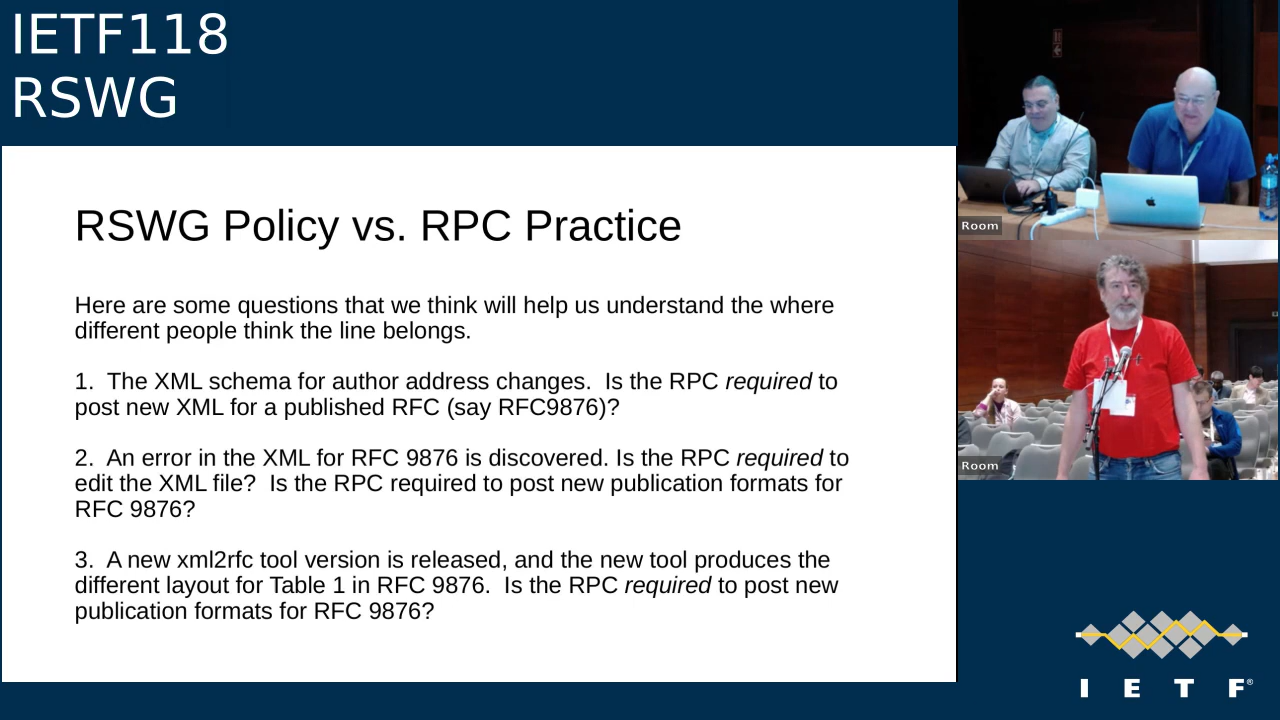 IETF118
RSWG
RSWG Policy vs. RPC Practice
Here are some questions that we think will help us understand the where
different people think the line belongs.
1.  The XML schema for author address changes.  Is the RPC required to
post new XML for a published RFC (say RFC9876)?
2.  An error in the XML for RFC 9876 is discovered. Is the RPC required to
edit the XML file?  Is the RPC required to post new publication formats for
RFC 9876?
3.  A new xml2rfc tool version is released, and the new tool produces the
different layout for Table 1 in RFC 9876.  Is the RPC required to post new
publication formats for RFC 9876?
Room
Room
I E T F®